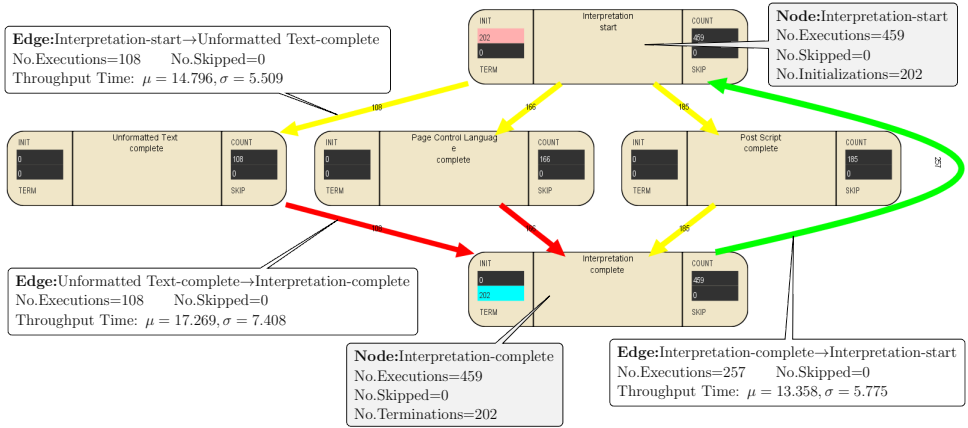 Edge:Interpretation-start→Unformatted Text-complete
No.Executions=108 No.Skipped=0
Throughput Time: μ = 14.796, σ = 5.509
INIT
202
0
TERM
Interpretation
start
COUNT
459
0
SKIP
Node:Interpretation-start
No.Executions=459
No.Skipped=0
No.Initializations=202
108
166
185
INIT
0
0
TERM
Unformatted Text
complete
COUNT
108
0
SKIP
INIT
0
0
TERM
Page Control Languag
e
complete
COUNT
166
0
SKIP
INIT
0
0
TERM
Post Script
complete
COUNT
185
0
SKIP
257
108
166
185
INIT
0
202
TERM
Interpretation
complete
COUNT
459
0
SKIP
Edge:Unformatted Text-complete→Interpretation-complete
No.Executions=108 No.Skipped=0
Throughput Time: μ = 17.269, σ = 7.408
Node:Interpretation-complete
No.Executions=459
No.Skipped=0
No.Terminations=202
Edge:Interpretation-complete→Interpretation-start
No.Executions=257 No.Skipped=0
Throughput Time: μ = 13.358, σ = 5.775